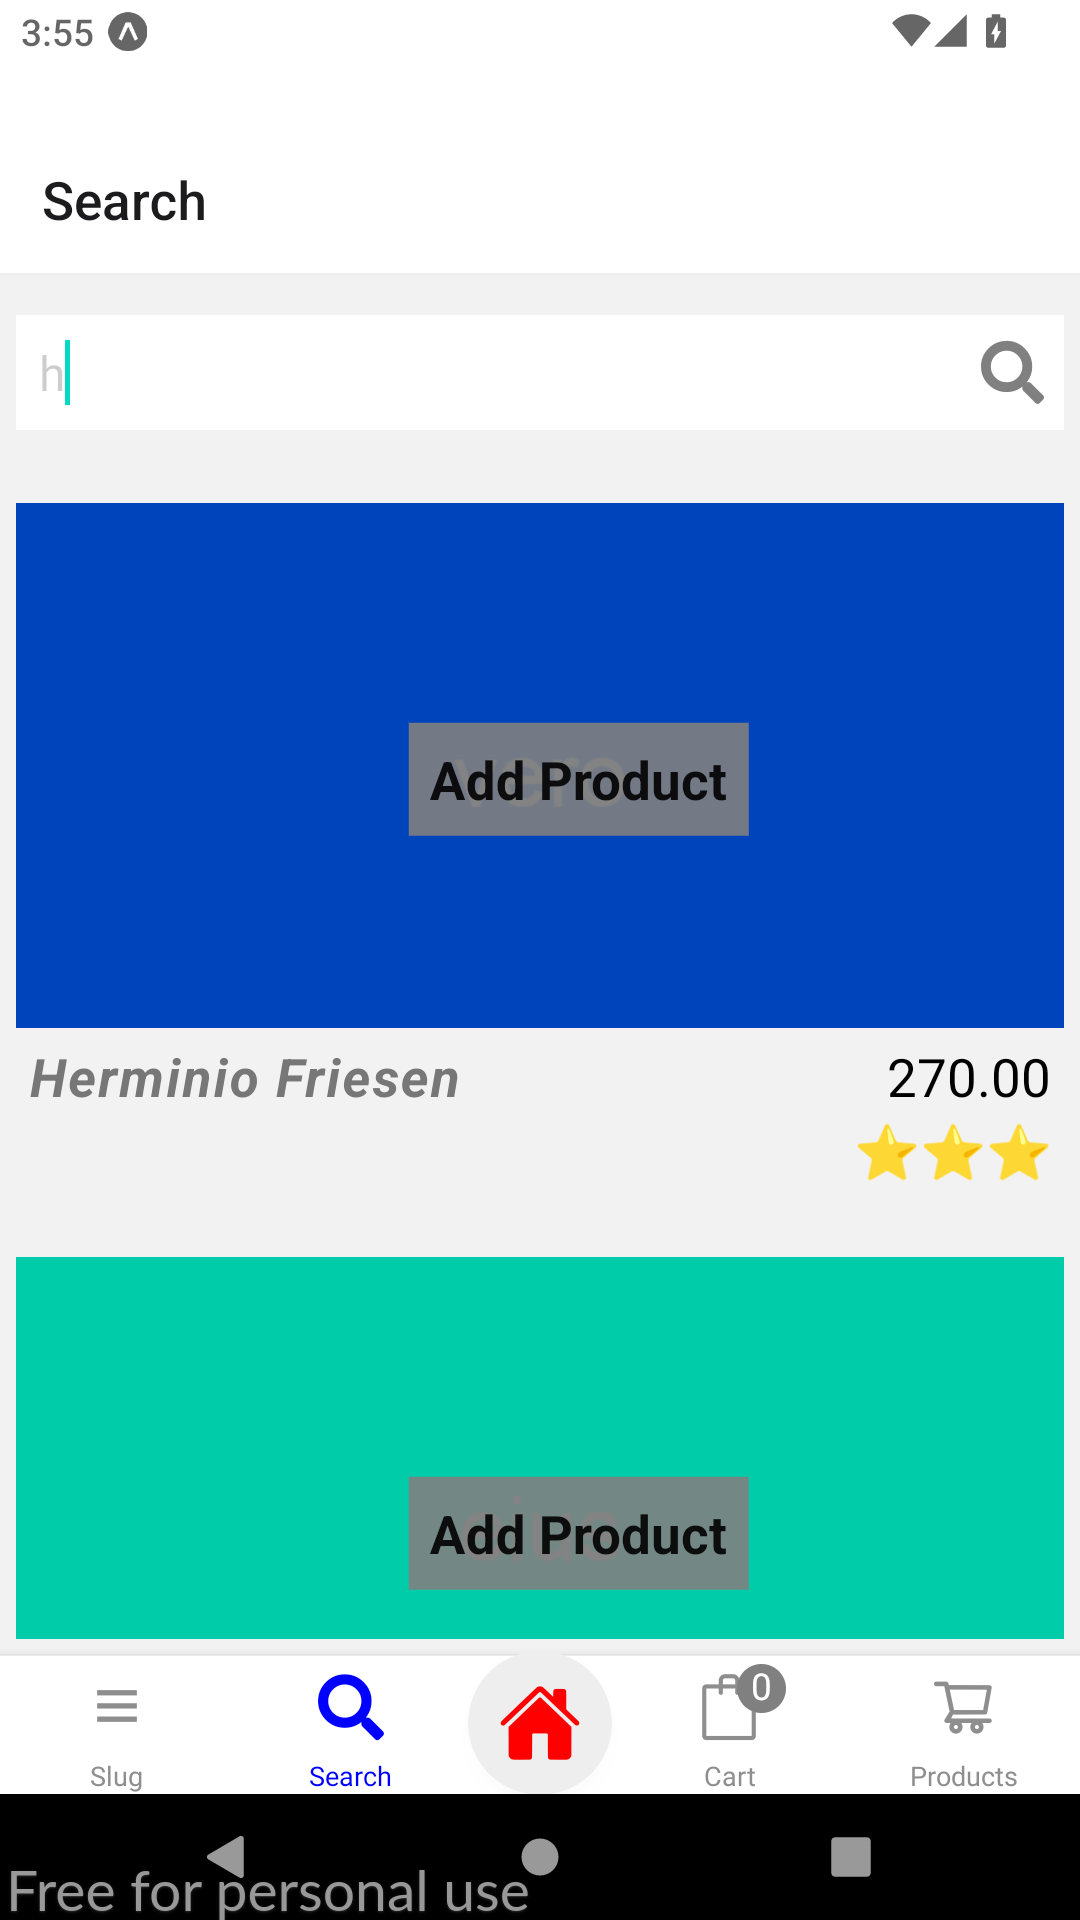 3:55
Search
h
Add Product
Herminio Friesen 270.00
Add Product
0
Slug Search Cart Products
Free for personal use